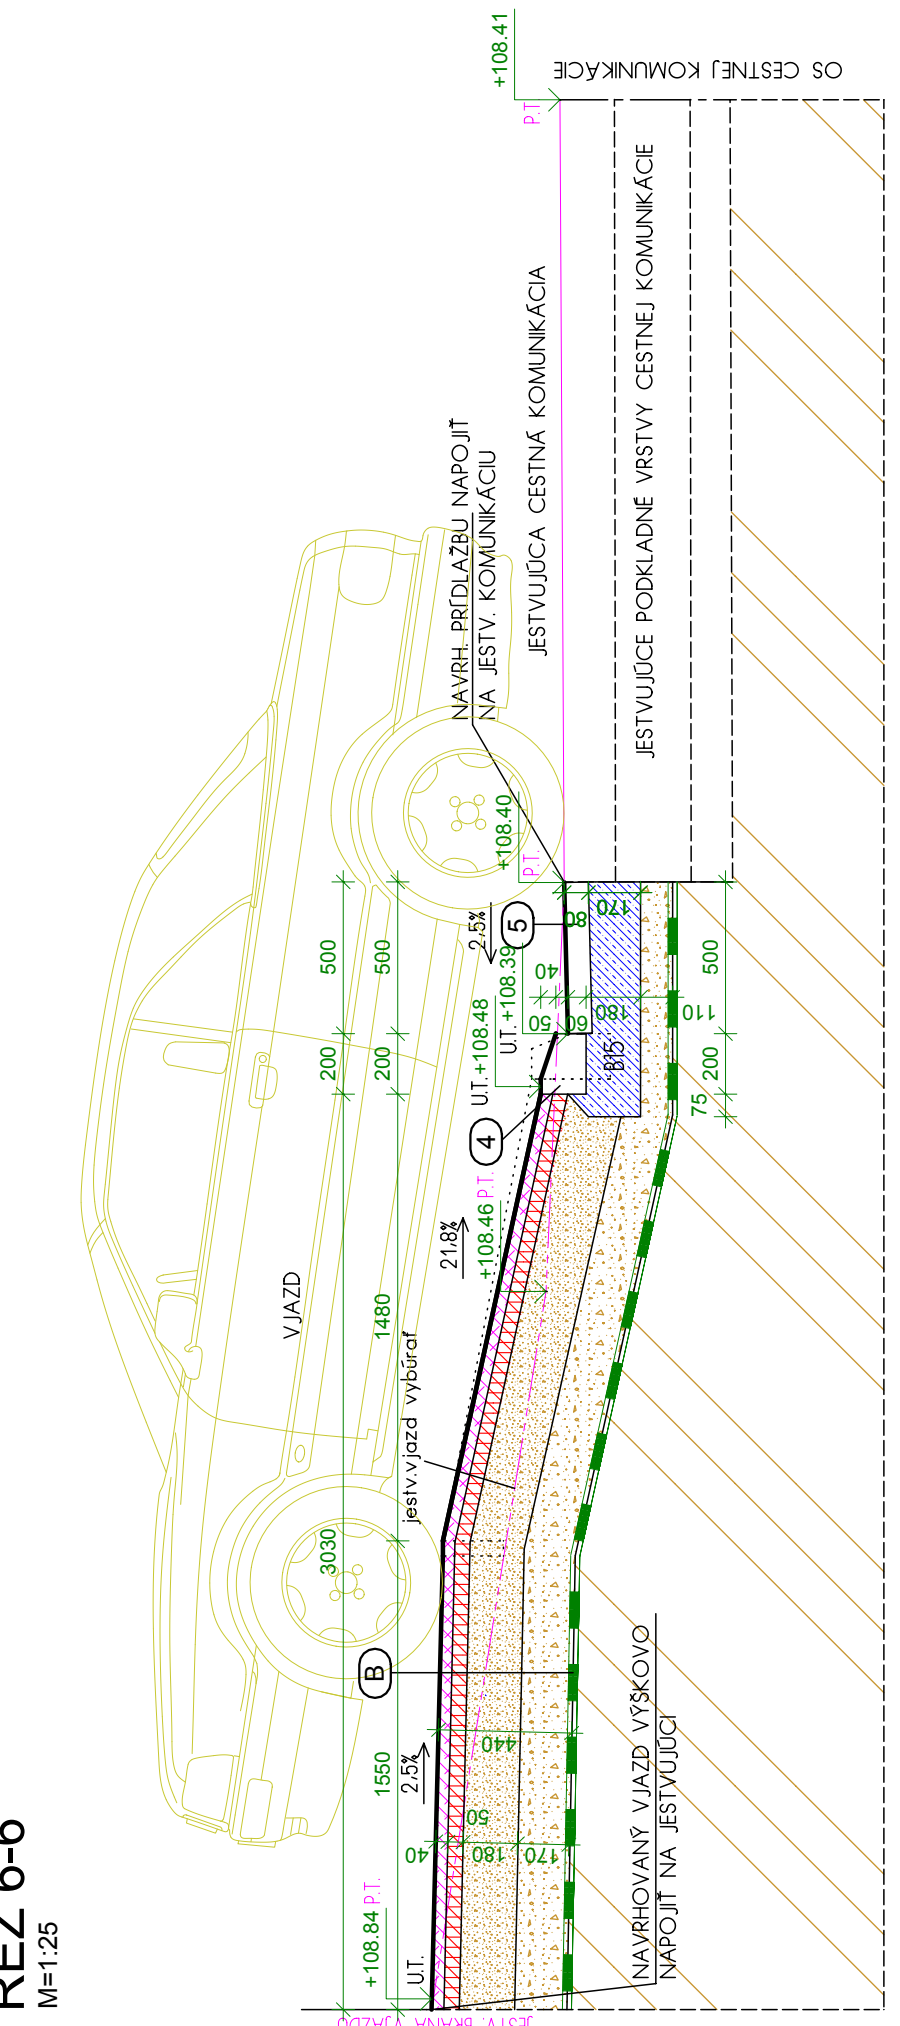 REZ 6-6
M=1:25
JESTV. BRÁNA VJAZDU
+108.84 P.T.
U.T.
3030
1550
2,5%
40
50
180
170
440
B
NAVRHOVANÝ VJAZD VÝŠKOVO
NAPOJIŤ NA JESTVUJÚCI
VJAZD
1480
jestv.vjazd vybúrať
21,8%
+108.46 P.T.
4
U.T. +108.48
U.T. +108.39
200
200
500
500
2,5%
5
50
40
60
80
180
170
B15
110
75
200
500
+108.40
P.T.
NAVRH. PRÍDLAŽBU NAPOJIŤ
NA JESTV. KOMUNIKÁCIU
JESTVUJÚCA CESTNÁ KOMUNIKÁCIA
JESTVUJÚCE PODKLADNÉ VRSTVY CESTNEJ KOMUNIKÁCIE
+108.41
P.T.
OS CESTNEJ KOMUNIKÁCIE